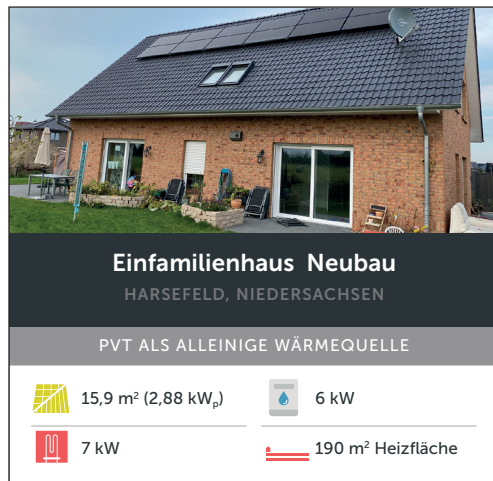 Einfamilienhaus Neubau
HARSEFELD, NIEDERSACHSEN
PVT ALS ALLEINIGE WÄRMEQUELLE
15,9 m² (2,88 kWₚ)
6 kW
7 kW
190 m² Heizfläche